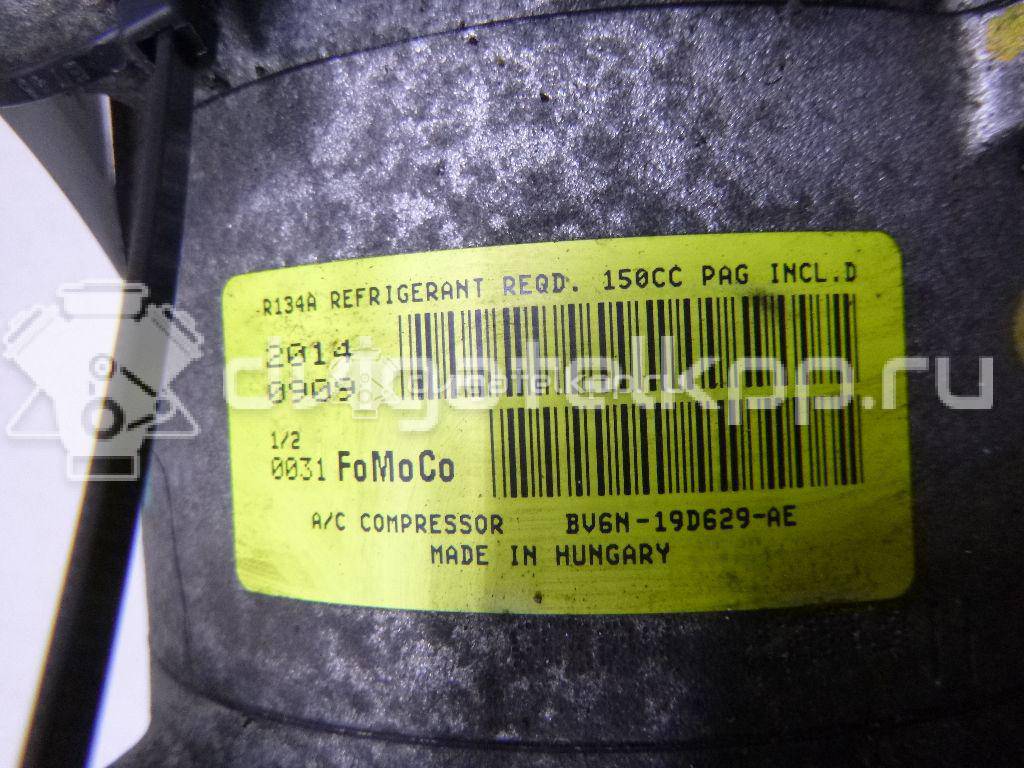 R134A REFRIGERANT REQD. 150CC PAG INCL.D
2014
0909
1/2
0031 FoMoCo
A/C COMPRESSOR BV6N-19D629-AE
MADE IN HUNGARY
dvigatelkpp.ru